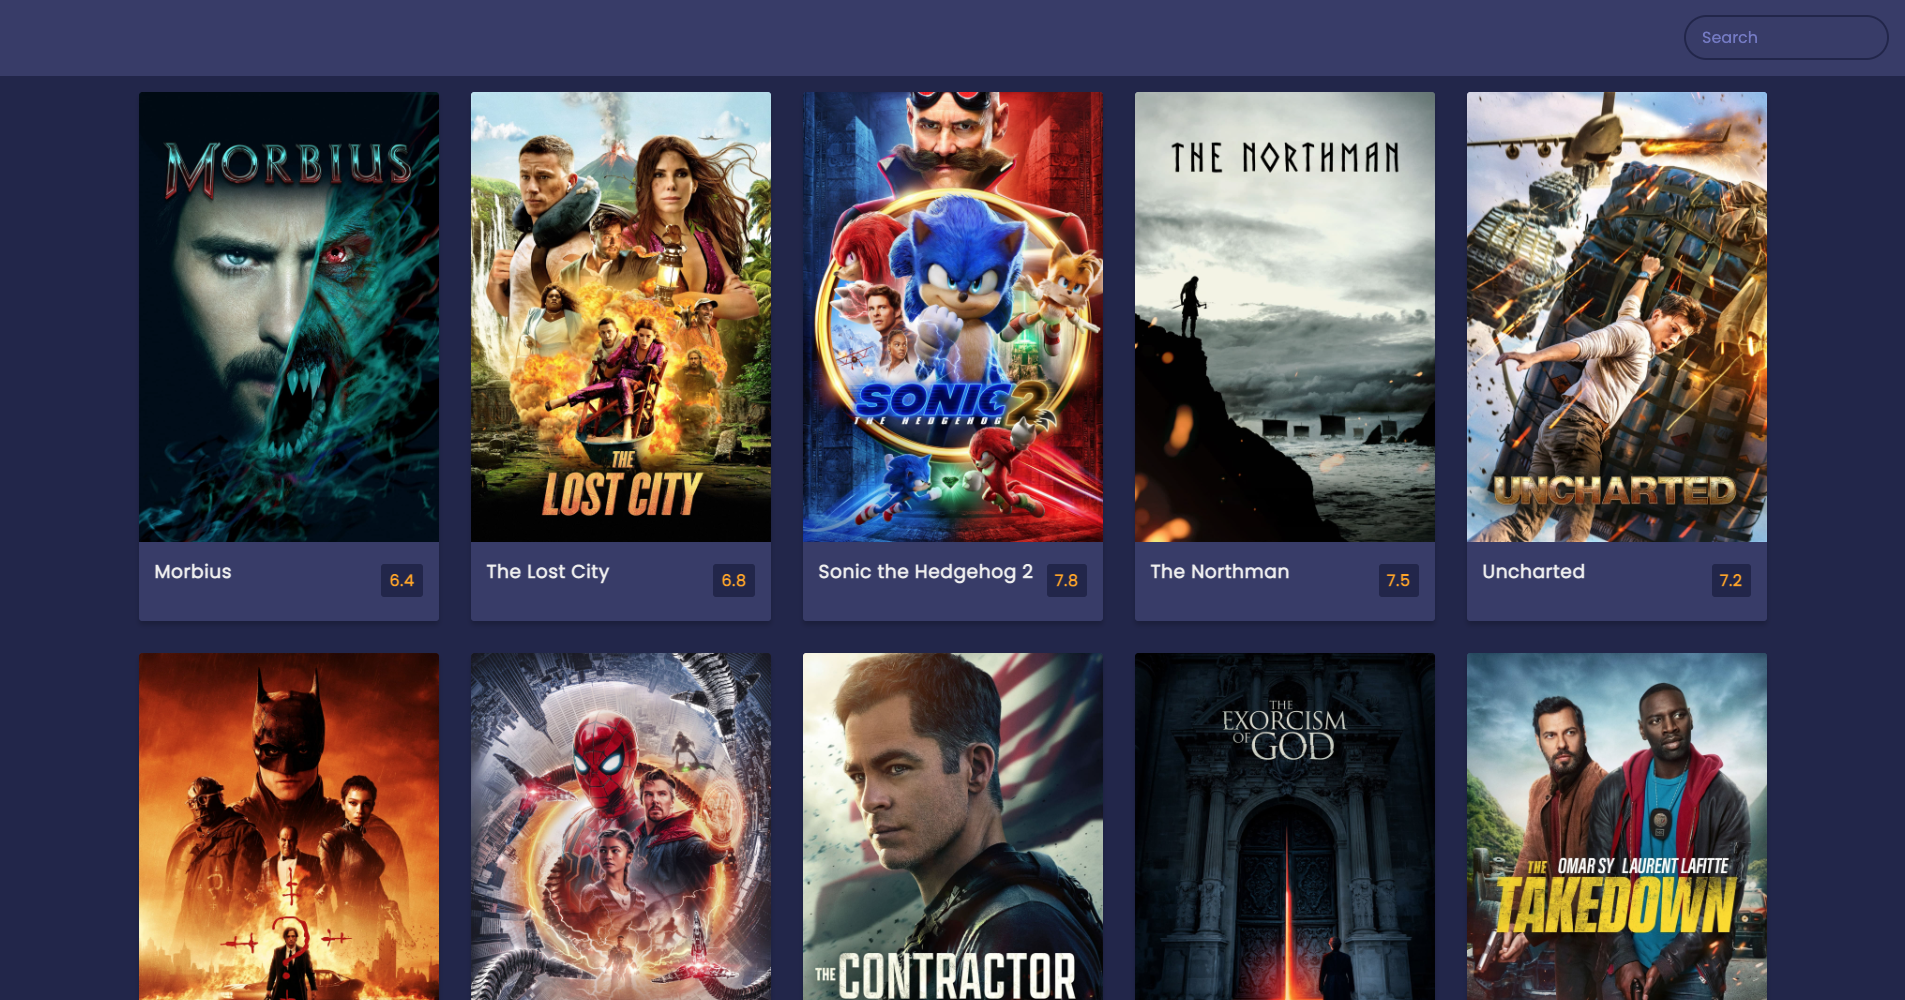 Search
MORBIUS
THE
LOST CITY
SONIC 2
THE HEDGEHOG
THE NORTHMAN
UNCHARTED
Morbius
6.4
The Lost City
6.8
Sonic the Hedgehog 2
7.8
The Northman
7.5
Uncharted
7.2
THE CONTRACTOR
THE
EXORCISM
OF GOD
OMAR SY LAURENT LAFITTE
THE
TAKEDOWN